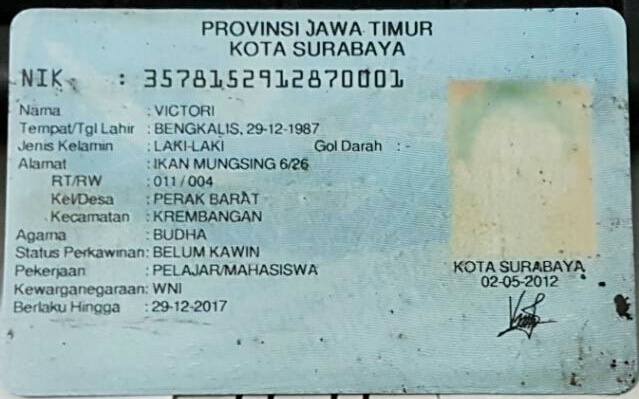 PROVINSI JAWA TIMUR
KOTA SURABAYA
NIK : 3578152912870001
Nama : VICTORI
Tempat/Tgl Lahir : BENGKALIS, 29-12-1987
Jenis Kelamin : LAKI-LAKI Gol Darah : -
Alamat : IKAN MUNGSING 6/26
RT/RW : 011 / 004
Kel/Desa : PERAK BARAT
Kecamatan : KREMBANGAN
Agama : BUDHA
Status Perkawinan: BELUM KAWIN
Pekerjaan : PELAJAR/MAHASISWA
Kewarganegaraan: WNI
Berlaku Hingga : 29-12-2017
KOTA SURABAYA
02-05-2012